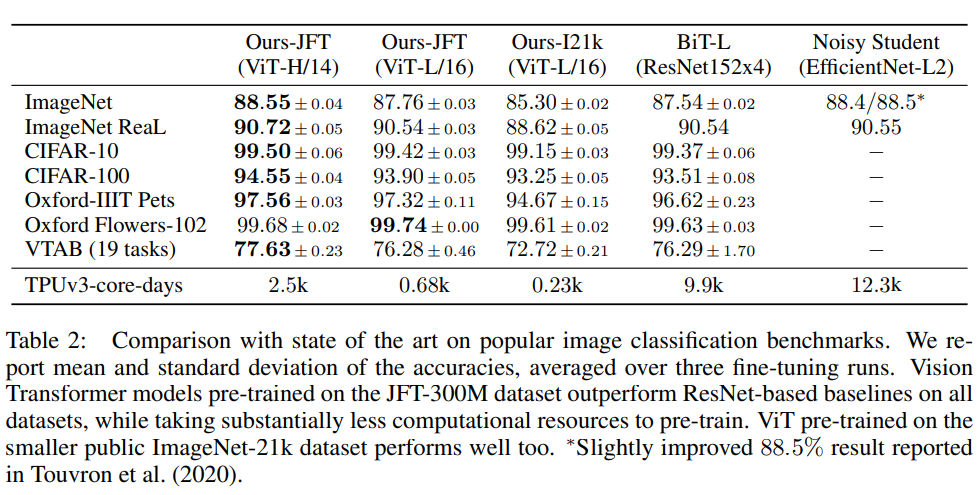 Ours-JFT Ours-JFT Ours-I21k BiT-L Noisy Student
(ViT-H/14) (ViT-L/16) (ViT-L/16) (ResNet152x4) (EfficientNet-L2)
ImageNet 88.55 ± 0.04 87.76 ± 0.03 85.30 ± 0.02 87.54 ± 0.02 88.4/88.5*
ImageNet ReaL 90.72 ± 0.05 90.54 ± 0.03 88.62 ± 0.05 90.54 90.55
CIFAR-10 99.50 ± 0.06 99.42 ± 0.03 99.15 ± 0.03 99.37 ± 0.06 −
CIFAR-100 94.55 ± 0.04 93.90 ± 0.05 93.25 ± 0.05 93.51 ± 0.08 −
Oxford-IIIT Pets 97.56 ± 0.03 97.32 ± 0.11 94.67 ± 0.15 96.62 ± 0.23 −
Oxford Flowers-102 99.68 ± 0.02 99.74 ± 0.00 99.61 ± 0.02 99.63 ± 0.03 −
VTAB (19 tasks) 77.63 ± 0.23 76.28 ± 0.46 72.72 ± 0.21 76.29 ± 1.70 −
TPUv3-core-days 2.5k 0.68k 0.23k 9.9k 12.3k
Table 2: Comparison with state of the art on popular image classification benchmarks. We re-
port mean and standard deviation of the accuracies, averaged over three fine-tuning runs. Vision
Transformer models pre-trained on the JFT-300M dataset outperform ResNet-based baselines on all
datasets, while taking substantially less computational resources to pre-train. ViT pre-trained on the
smaller public ImageNet-21k dataset performs well too. *Slightly improved 88.5% result reported
in Touvron et al. (2020).